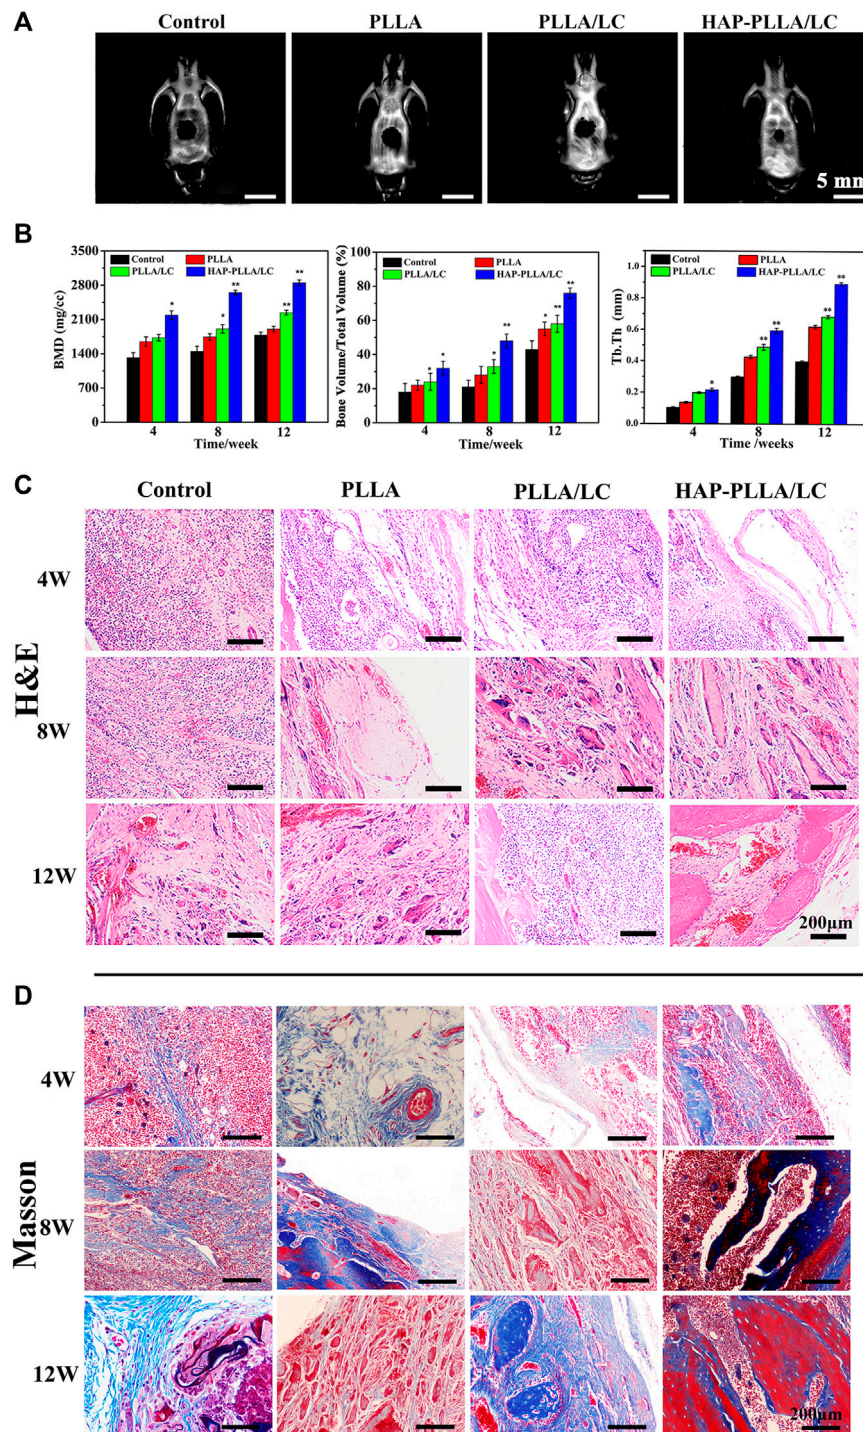 A
Control
PLLA
PLLA/LC
HAP-PLLA/LC
5 mm
B
3500
2800
2100
1400
700
0
BMD (mg/cc)
Control
PLLA
PLLA/LC
HAP-PLLA/LC
*
*
**
**
**
4
8
12
Time/week
100
80
60
40
20
0
Bone Volume/Total Volume (%)
Control
PLLA
PLLA/LC
HAP-PLLA/LC
*
*
*
**
*
**
**
4
8
12
Time/week
1.0
0.8
0.6
0.4
0.2
0.0
Tb.Th (mm)
Cotrol
PLLA
PLLA/LC
HAP-PLLA/LC
*
**
**
**
**
4
8
12
Time /weeks
C
Control
PLLA
PLLA/LC
HAP-PLLA/LC
H&E
4W
8W
12W
200μm
D
Masson
4W
8W
12W
200μm